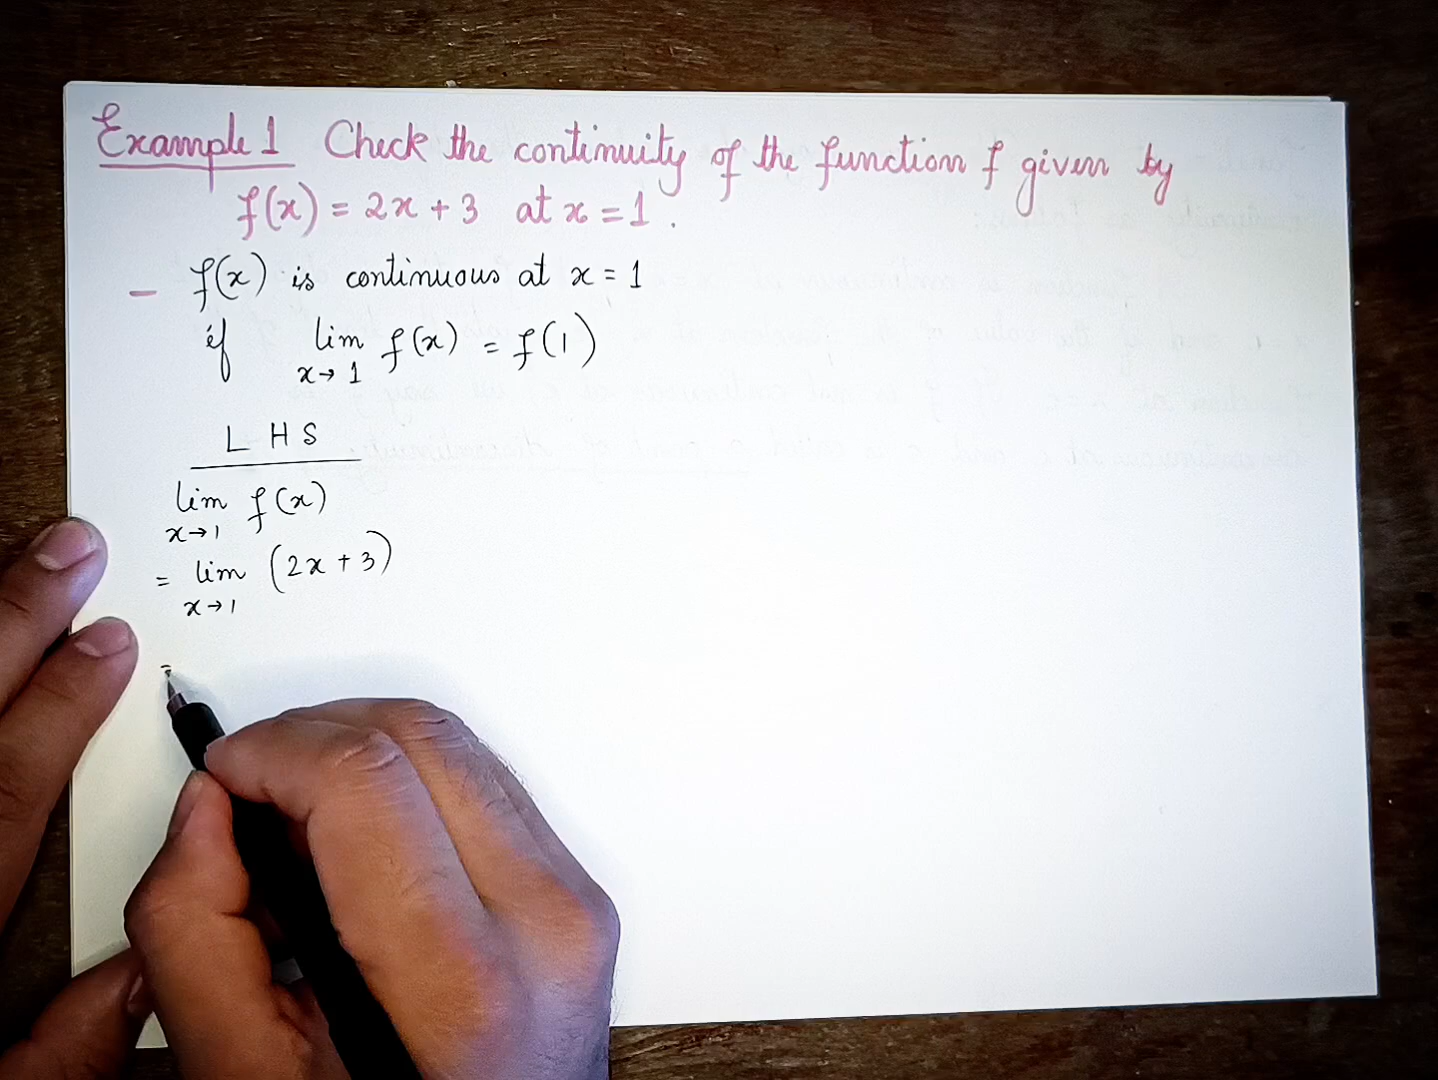 Example 1 Check the continuity of the function f given by
f(x) = 2x + 3 at x = 1.
- f(x) is continuous at x = 1
if lim f(x) = f(1)
x→1
L H S
lim f(x)
x→1
= lim (2x + 3)
x→1
=